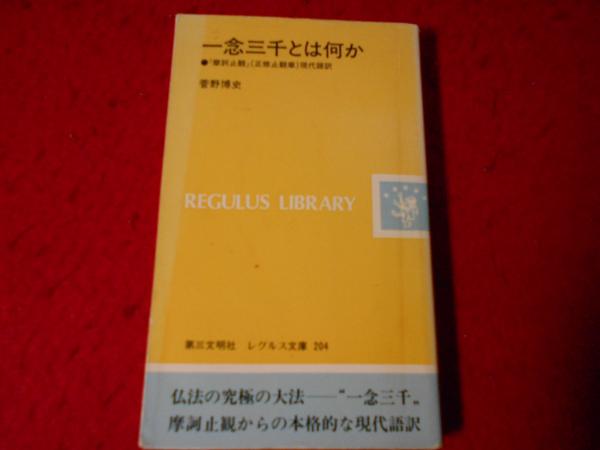 一念三千とは何か
●『摩訶止観』(正修止観章)現代語訳
菅野博史
REGULUS LIBRARY
第三文明社 レグルス文庫 204
仏法の究極の大法──“一念三千„
摩訶止観からの本格的な現代語訳